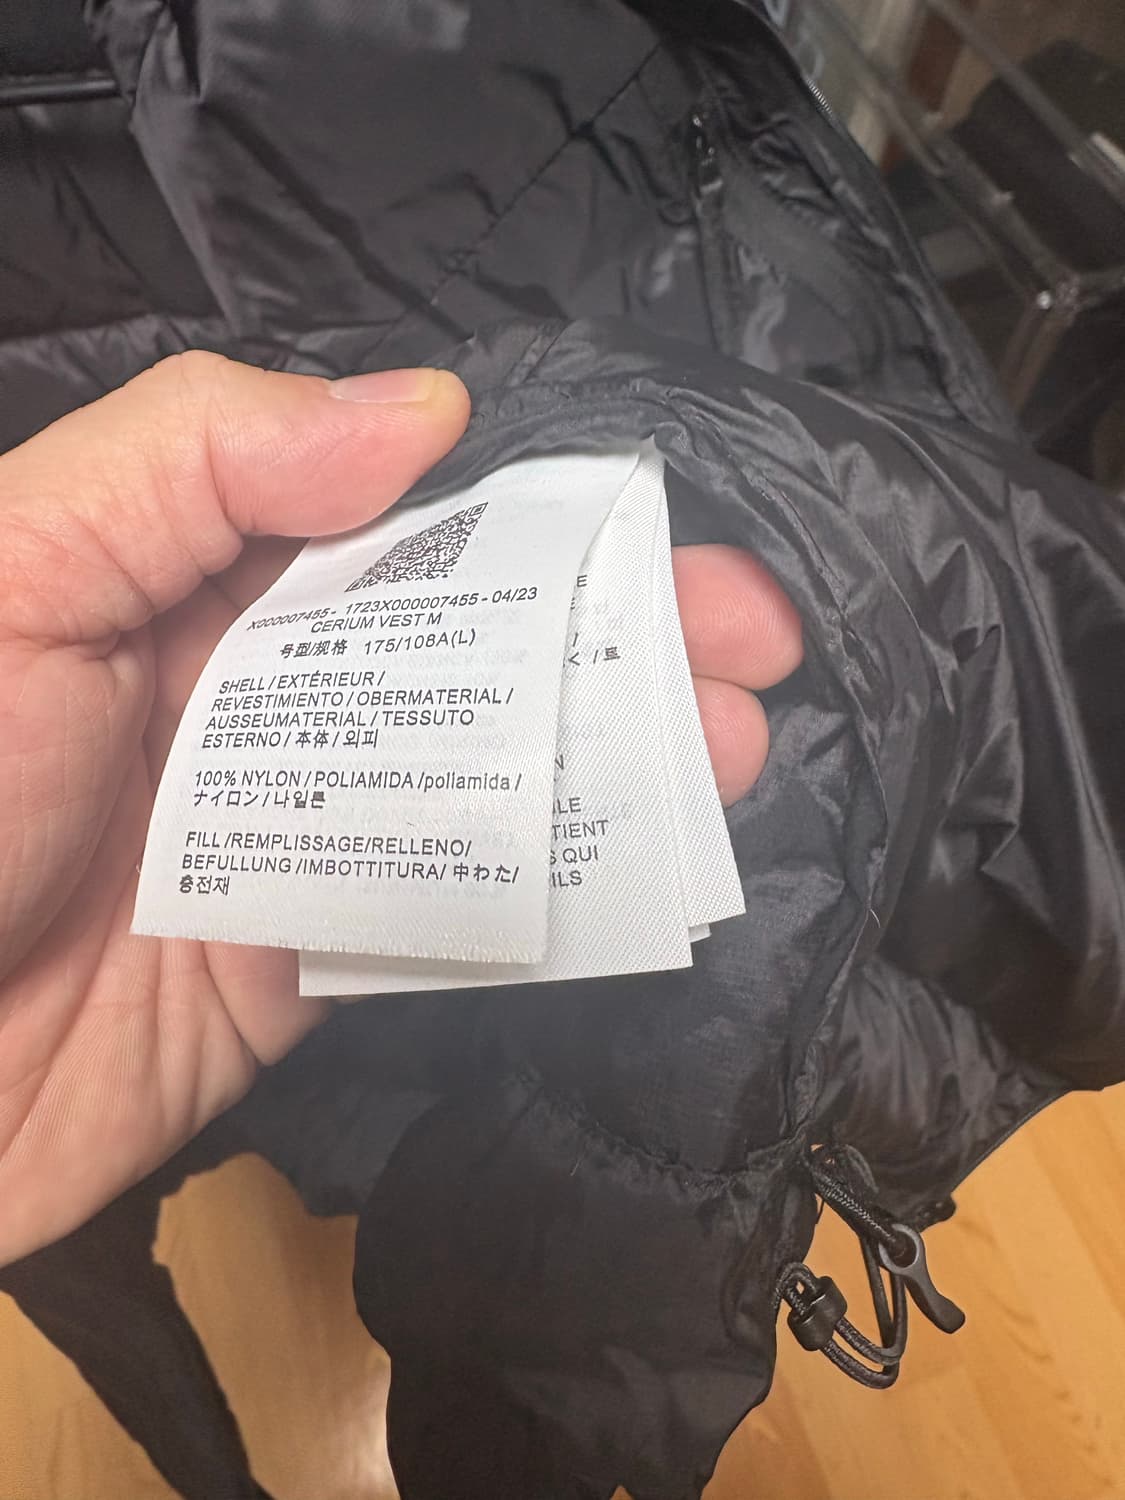 X000007455 - 1723X000007455 - 04/23
CERIUM VEST M
号型/规格 175/108A(L)
SHELL / EXTÉRIEUR /
REVESTIMIENTO / OBERMATERIAL /
AUSSEUMATERIAL / TESSUTO
ESTERNO / 本体 / 외피
100% NYLON / POLIAMIDA /poliamida /
ナイロン / 나일론
FILL /REMPLISSAGE/RELLENO/
BEFULLUNG /IMBOTTITURA/ 中わた/
충전재
QUI